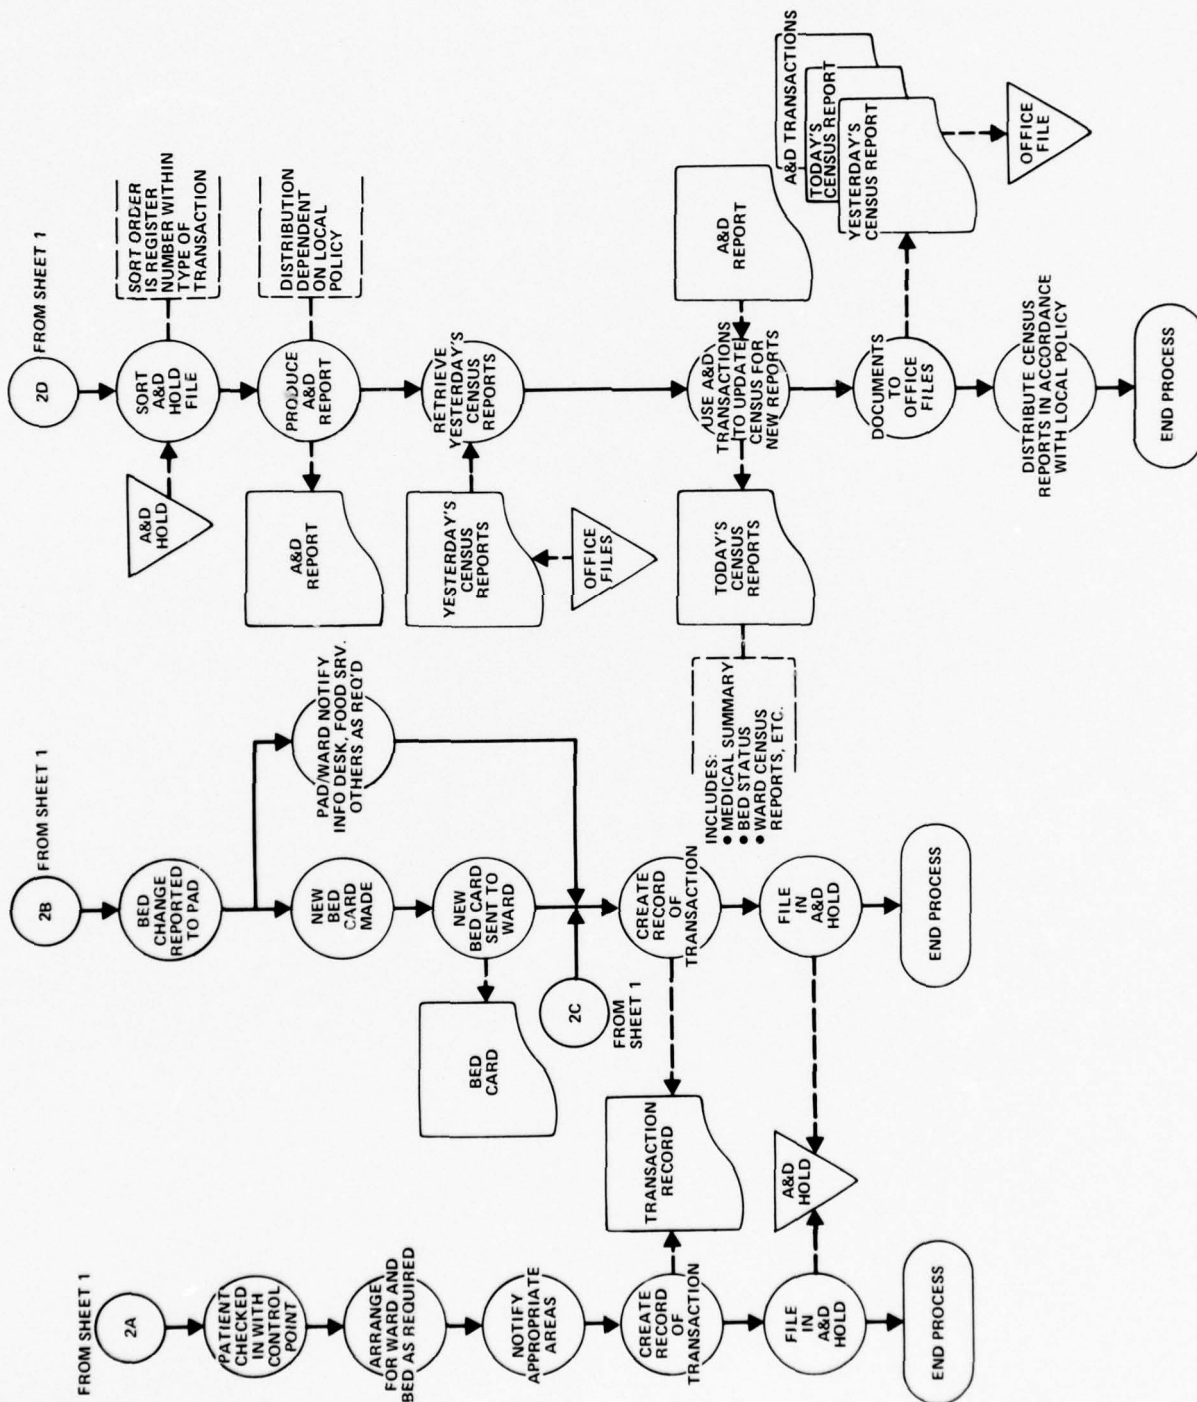 FROM SHEET 1
2A
PATIENT
CHECKED
IN WITH
CONTROL
POINT
ARRANGE
FOR WARD AND
BED AS REQUIRED
NOTIFY
APPROPRIATE
AREAS
CREATE
RECORD
OF
TRANSACTION
FILE
IN
A&D
HOLD
END PROCESS
TRANSACTION
RECORD
A&D
HOLD
FROM SHEET 1
2B
BED
CHANGE
REPORTED
TO PAD
NEW
BED
CARD
MADE
NEW
BED CARD
SENT TO
WARD
BED
CARD
2C
FROM
SHEET 1
PAD/WARD NOTIFY
INFO DESK, FOOD SRV.
OTHERS AS REQ'D
CREATE
RECORD
OF
TRANSACTION
FILE
IN
A&D
HOLD
END PROCESS
FROM SHEET 1
2D
SORT
A&D
HOLD
FILE
A&D
HOLD
SORT ORDER
IS REGISTER
NUMBER WITHIN
TYPE OF
TRANSACTION
PRODUCE
A&D
REPORT
A&D
REPORT
DISTRIBUTION
DEPENDENT
ON LOCAL
POLICY
RETRIEVE
YESTERDAY'S
CENSUS
REPORTS
YESTERDAY'S
CENSUS
REPORTS
OFFICE
FILES
USE A&D
TRANSACTIONS
TO UPDATE
CENSUS FOR
NEW REPORTS
A&D
REPORT
TODAY'S
CENSUS
REPORTS
INCLUDES:
• MEDICAL SUMMARY
• BED STATUS
• WARD CENSUS
REPORTS, ETC.
DOCUMENTS
TO
OFFICE
FILES
A&D TRANSACTIONS
TODAY'S
CENSUS REPORT
YESTERDAY'S
CENSUS REPORT
OFFICE
FILE
DISTRIBUTE CENSUS
REPORTS IN ACCORDANCE
WITH LOCAL POLICY
END PROCESS